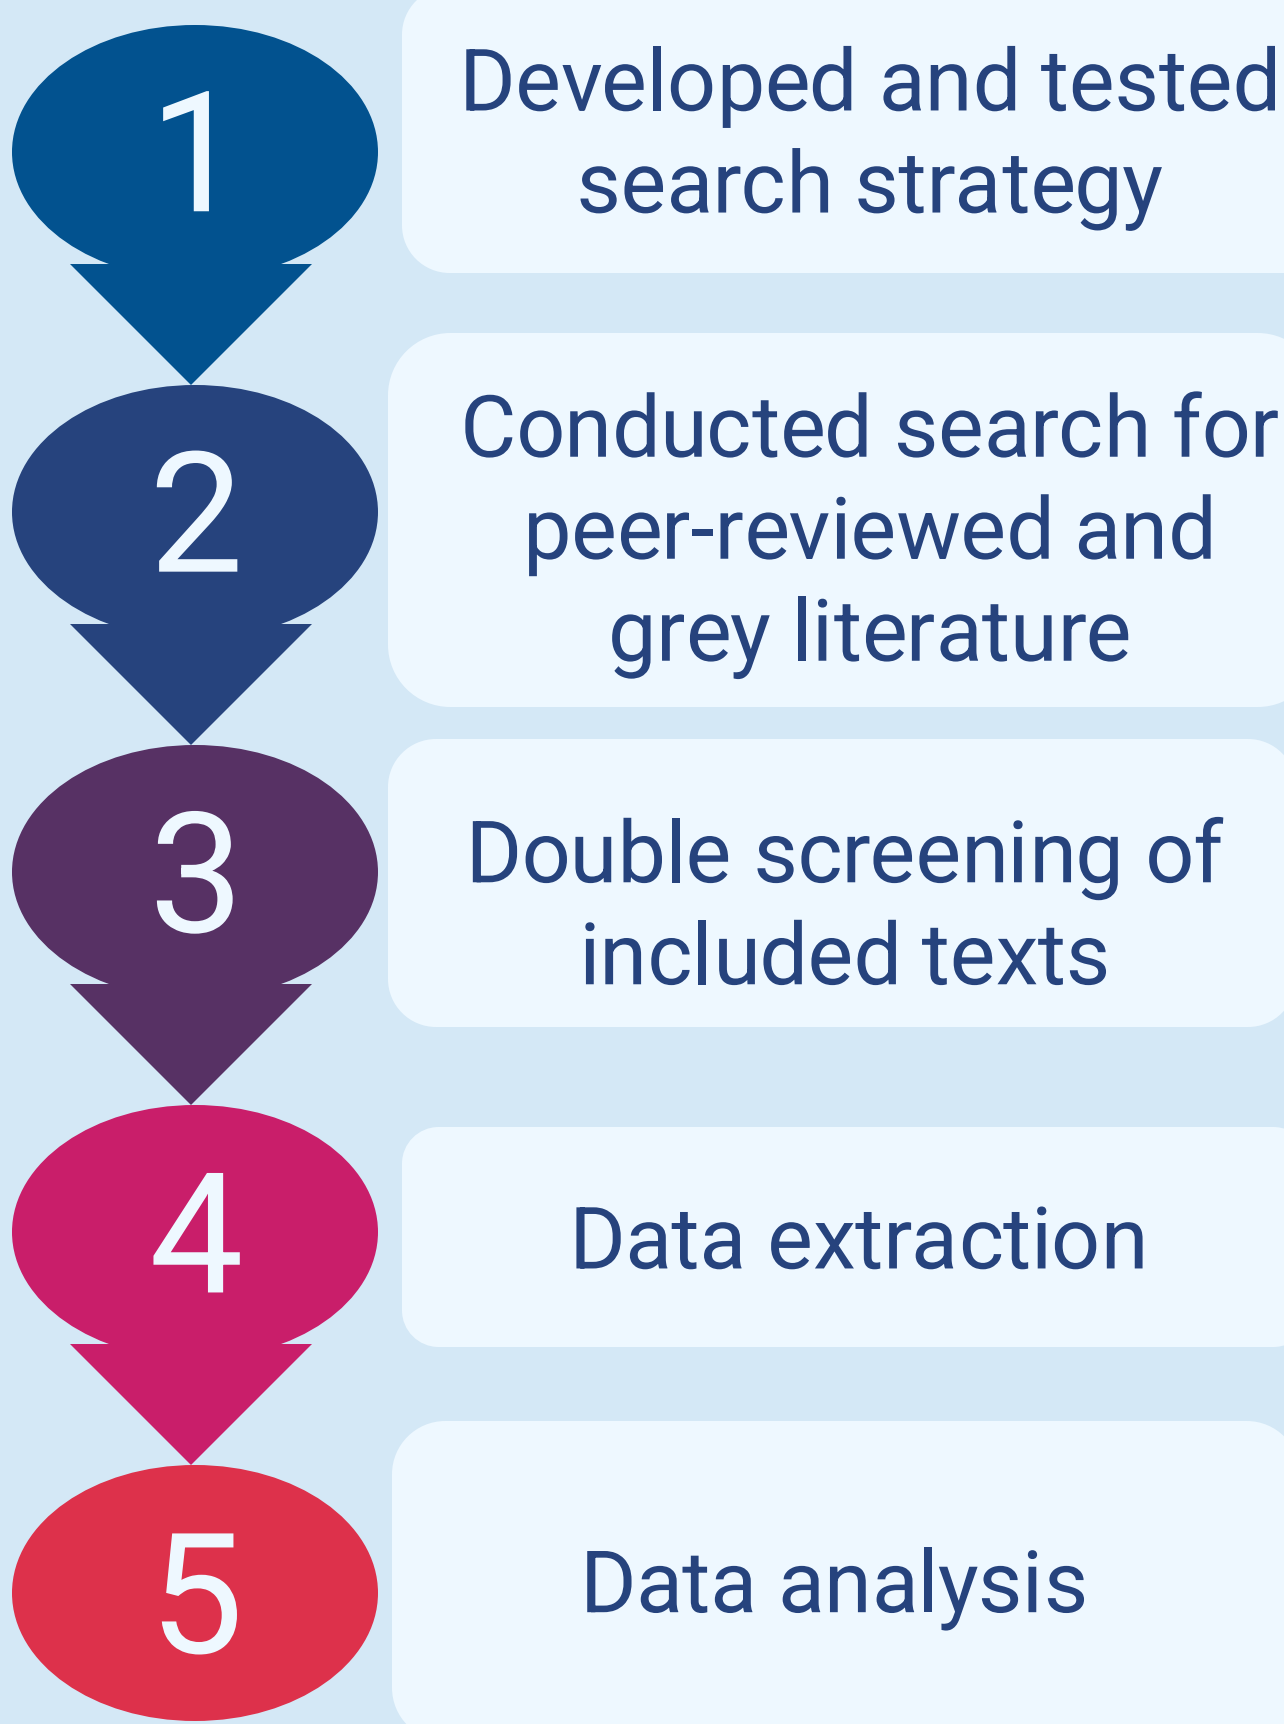 1
Developed and tested
search strategy
2
Conducted search for
peer-reviewed and
grey literature
3
Double screening of
included texts
4
Data extraction
5
Data analysis